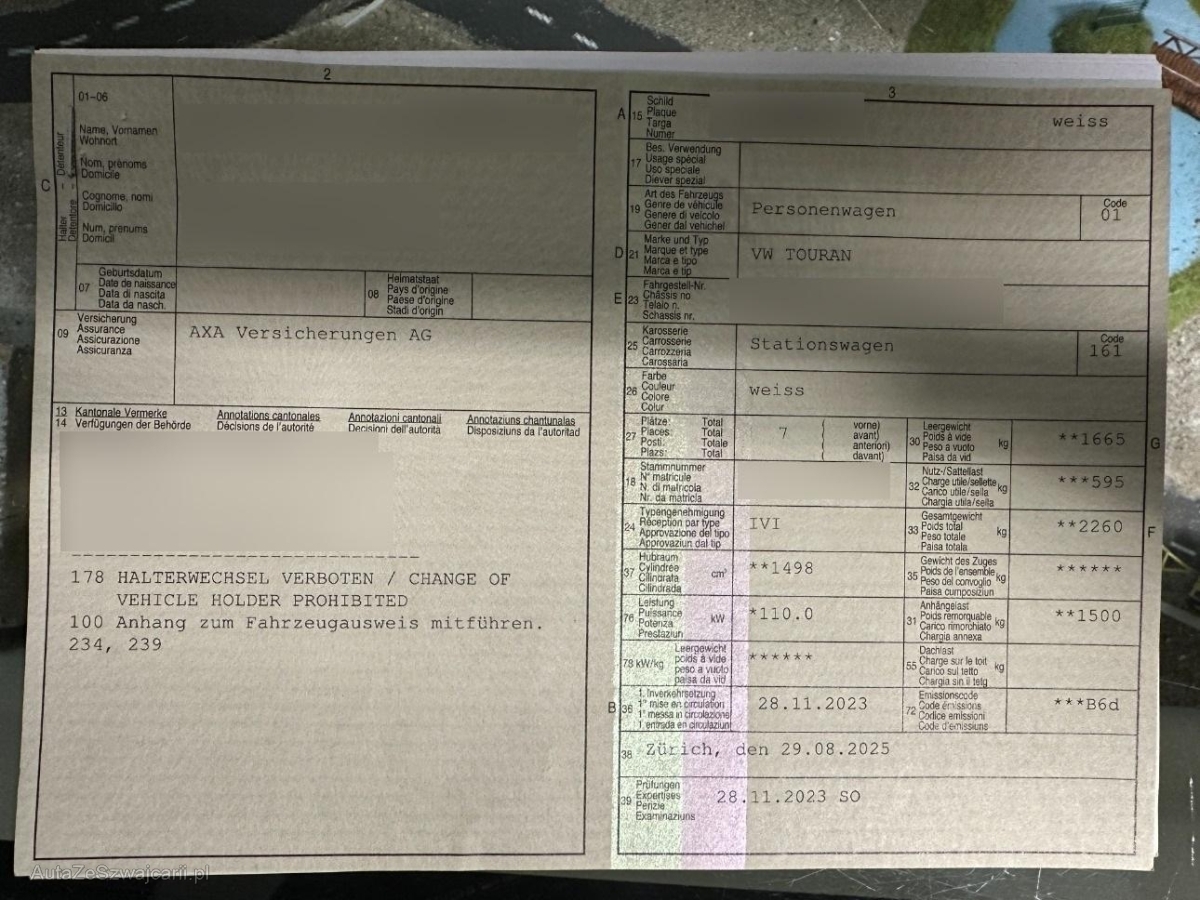 2
01-06
Name, Vornamen
Wohnort
Nom, prénoms
Domicile
Cognome, nomi
Domicilio
Num, prenums
Domicil
C
Halter - Détenteur
Detentore -
07
Geburtsdatum
Date de naissance
Data di nascita
Data da nasch.
08
Heimatstaat
Pays d'origine
Paese d'origine
Stadi d'origin
09
Versicherung
Assurance
Assicurazione
Assicuranza
AXA Versicherungen AG
13 Kantonale Vermerke Annotations cantonales Annotazioni cantonali Annotaziuns chantunalas
14 Verfügungen der Behörde Décisions de l'autorité Decisioni dell'autorità Disposiziuns da l'autoritad
178 HALTERWECHSEL VERBOTEN / CHANGE OF
VEHICLE HOLDER PROHIBITED
100 Anhang zum Fahrzeugausweis mitführen.
234, 239
3
A 15
Schild
Plaque
Targa
Numer
weiss
17
Bes. Verwendung
Usage spécial
Uso speciale
Diever spezial
19
Art des Fahrzeugs
Genre de véhicule
Genere di veicolo
Gener dal vehichel
Personenwagen
Code
01
D 21
Marke und Typ
Marque et type
Marca e tipo
Marca e tip
VW TOURAN
E 23
Fahrgestell-Nr.
Châssis no
Telaio n.
Schassis nr.
25
Karosserie
Carrosserie
Carrozzeria
Carossaria
Stationswagen
Code
161
26
Farbe
Couleur
Colore
Colur
weiss
27
Plätze: Total
Places: Total
Posti: Totale
Plazs: Total
7
( vorne)
( avant)
( anteriori)
( davant)
30
Leergewicht
Poids à vide
Peso a vuoto
Paisa da vid
kg
**1665
G
18
Stammnummer
N° matricule
N. di matricola
Nr. da matricla
32
Nutz-/Sattellast
Charge utile/sellette
Carico utile/sella
Chargia utila/sella
kg
***595
24
Typengenehmigung
Réception par type
Approvazione del tipo
Approvaziun dal tip
IVI
33
Gesamtgewicht
Poids total
Peso totale
Paisa totala
kg
**2260
F
37
Hubraum
Cylindrée
Cilindrata
Cilindrada
cm³
**1498
35
Gewicht des Zuges
Poids de l'ensemble
Peso del convoglio
Paisa cumposiziun
kg
******
76
Leistung
Puissance
Potenza
Prestaziun
kW
*110.0
31
Anhängelast
Poids remorquable
Carico rimorchiato
Chargia annexa
kg
**1500
78 kW/kg
Leergewicht
poids à vide
peso a vuoto
paisa da vid
******
55
Dachlast
Charge sur le toit
Carico sul tetto
Chargia sin il tetg
kg
B 36
1. Inverkehrsetzung
1re mise en circulation
1a messa in circolazione
1. entrada en circulaziun
28.11.2023
72
Emissionscode
Code émissions
Codice emissioni
Code d'emissiuns
***B6d
38
Zürich, den 29.08.2025
39
Prüfungen
Expertises
Perizie
Examinaziuns
28.11.2023 SO
AutaZeSzwajcarii.pl